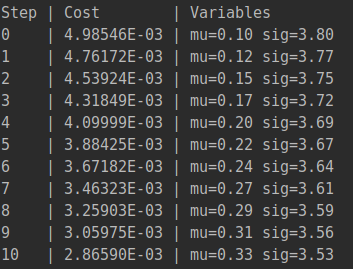 Step | Cost        | Variables
0    | 4.98546E-03 | mu=0.10 sig=3.80
1    | 4.76172E-03 | mu=0.12 sig=3.77
2    | 4.53924E-03 | mu=0.15 sig=3.75
3    | 4.31849E-03 | mu=0.17 sig=3.72
4    | 4.09999E-03 | mu=0.20 sig=3.69
5    | 3.88425E-03 | mu=0.22 sig=3.67
6    | 3.67182E-03 | mu=0.24 sig=3.64
7    | 3.46323E-03 | mu=0.27 sig=3.61
8    | 3.25903E-03 | mu=0.29 sig=3.59
9    | 3.05975E-03 | mu=0.31 sig=3.56
10   | 2.86590E-03 | mu=0.33 sig=3.53